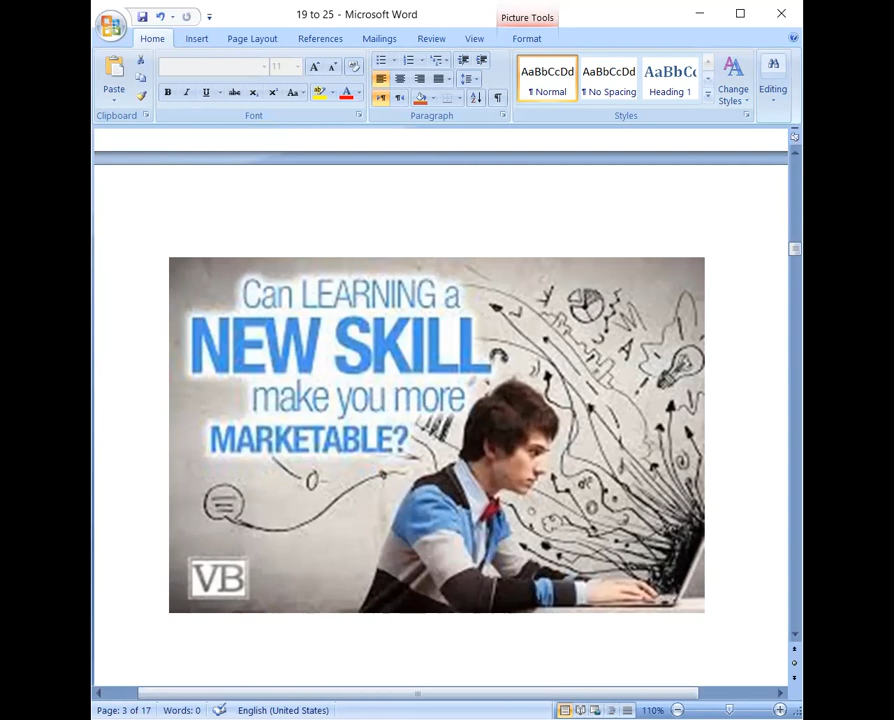 19 to 25 - Microsoft Word
Picture Tools
Home
Insert
Page Layout
References
Mailings
Review
View
Format
11
Paste
Clipboard
Font
Paragraph
AaBbCcDd
¶ Normal
AaBbCcDd
¶ No Spacing
AaBbCc
Heading 1
Change
Styles
Styles
Editing
Can LEARNING a
NEW SKILL
make you more
MARKETABLE?
VB
Page: 3 of 17
Words: 0
English (United States)
110%